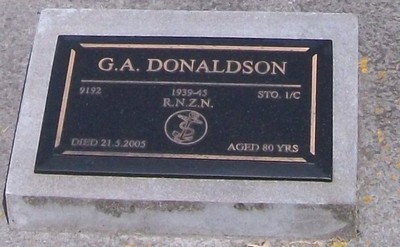 G.A. DONALDSON
9192 1939-45 STO. 1/C
R.N.Z.N.
DIED 21.5.2005 AGED 80 YRS